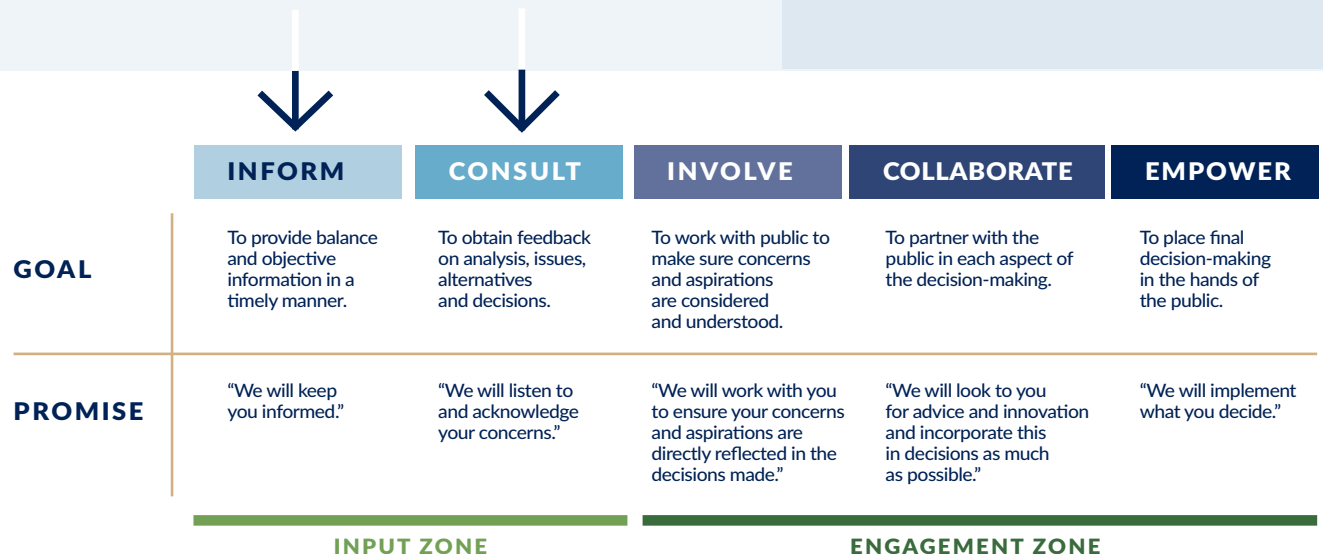 INFORM
CONSULT
INVOLVE
COLLABORATE
EMPOWER
GOAL
To provide balance
and objective
information in a
timely manner.
To obtain feedback
on analysis, issues,
alternatives
and decisions.
To work with public to
make sure concerns
and aspirations
are considered
and understood.
To partner with the
public in each aspect of
the decision-making.
To place final
decision-making
in the hands of
the public.
PROMISE
“We will keep
you informed.”
“We will listen to
and acknowledge
your concerns.”
“We will work with you
to ensure your concerns
and aspirations are
directly reflected in the
decisions made.”
“We will look to you
for advice and innovation
and incorporate this
in decisions as much
as possible.”
“We will implement
what you decide.”
INPUT ZONE
ENGAGEMENT ZONE